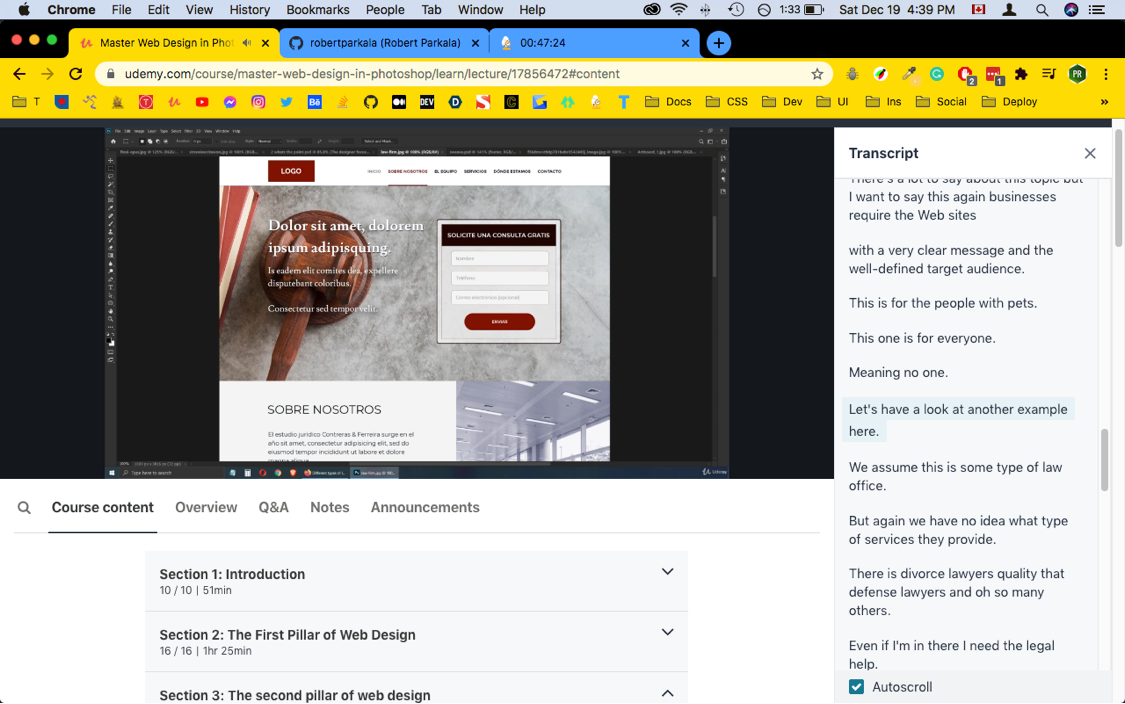 Chrome File Edit View History Bookmarks People Tab Window Help 1:33 Sat Dec 19 4:39 PM
Master Web Design in Phot robertparkala (Robert Parkala) 00:47:24
udemy.com/course/master-web-design-in-photoshop/learn/lecture/17856472#content PR 2 1
T Docs CSS Dev UI Ins Social Deploy »
LOGO INICIO SOBRE NOSOTROS EL EQUIPO SERVICIOS DÓNDE ESTAMOS CONTACTO
Dolor sit amet, dolorem
ipsum adipisquing.
Is eadem elit comites dea, expellere
disputebant coloribus.
Consectetur sed tempor velit.
SOLICITE UNA CONSULTA GRATIS
Nombre
Teléfono
Correo electrónico (opcional)
ENVIAR
SOBRE NOSOTROS
El estudio jurídico Contreras & Ferreira surge en el
año sit amet, consectetur adipisicing elit, sed do
eiusmod tempor incididunt ut labore et dolore
magna aliqua
Type here to search
Udemy
Transcript
There's a lot to say about this topic but
I want to say this again businesses
require the Web sites
with a very clear message and the
well-defined target audience.
This is for the people with pets.
This one is for everyone.
Meaning no one.
Let's have a look at another example
here.
We assume this is some type of law
office.
But again we have no idea what type
of services they provide.
There is divorce lawyers quality that
defense lawyers and oh so many
others.
Even if I'm in there I need the legal
help.
Autoscroll
Course content Overview Q&A Notes Announcements
Section 1: Introduction
10 / 10 | 51min
Section 2: The First Pillar of Web Design
16 / 16 | 1hr 25min
Section 3: The second pillar of web design